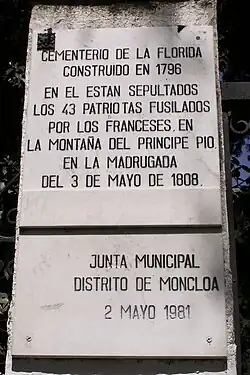 CEMENTERIO DE LA FLORIDA
CONSTRUIDO EN 1796
EN EL ESTAN SEPULTADOS
LOS 43 PATRIOTAS FUSILADOS
POR LOS FRANCESES, EN
LA MONTAÑA DEL PRINCIPE PIO
EN LA MADRUGADA
DEL 3 DE MAYO DE 1808.
JUNTA MUNICIPAL
DISTRITO DE MONCLOA
2 MAYO 1981